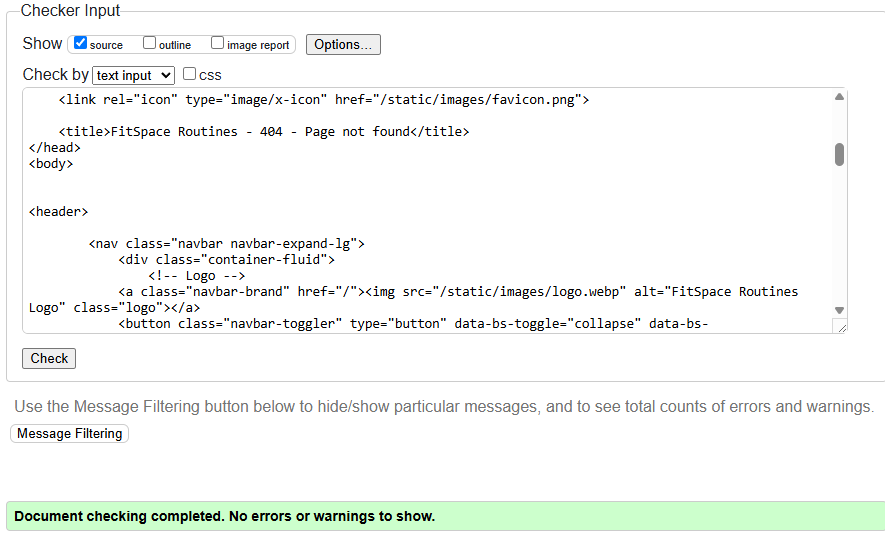 Checker Input
Show source outline image report Options...
Check by text input css
<link rel="icon" type="image/x-icon" href="/static/images/favicon.png">
<title>FitSpace Routines - 404 - Page not found</title>
</head>
<body>
<header>
<nav class="navbar navbar-expand-lg">
<div class="container-fluid">
<!-- Logo -->
<a class="navbar-brand" href="/"><img src="/static/images/logo.webp" alt="FitSpace Routines
Logo" class="logo"></a>
<button class="navbar-toggler" type="button" data-bs-toggle="collapse" data-bs-
Check
Use the Message Filtering button below to hide/show particular messages, and to see total counts of errors and warnings.
Message Filtering
Document checking completed. No errors or warnings to show.